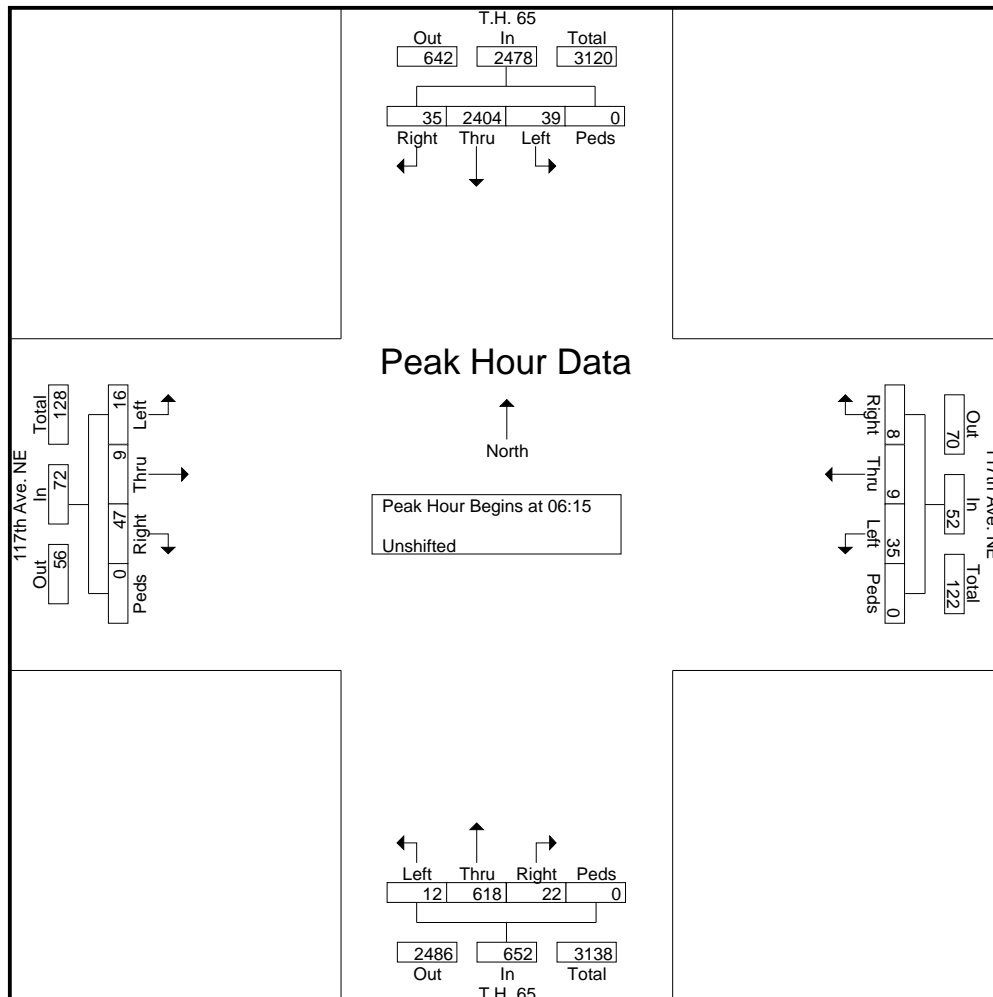 T.H. 65
Out In Total
642 2478 3120
35 2404 39 0
Right Thru Left Peds
Peak Hour Data
North
Peak Hour Begins at 06:15
Unshifted
117th Ave. NE
Out In Total
56 72 128
16 9 47 0
Left Thru Right Peds
Right Thru Left Peds
8 9 35 0
Out In Total
70 52 122
117th Ave. NE
Left Thru Right Peds
12 618 22 0
2486 652 3138
Out In Total
T.H. 65